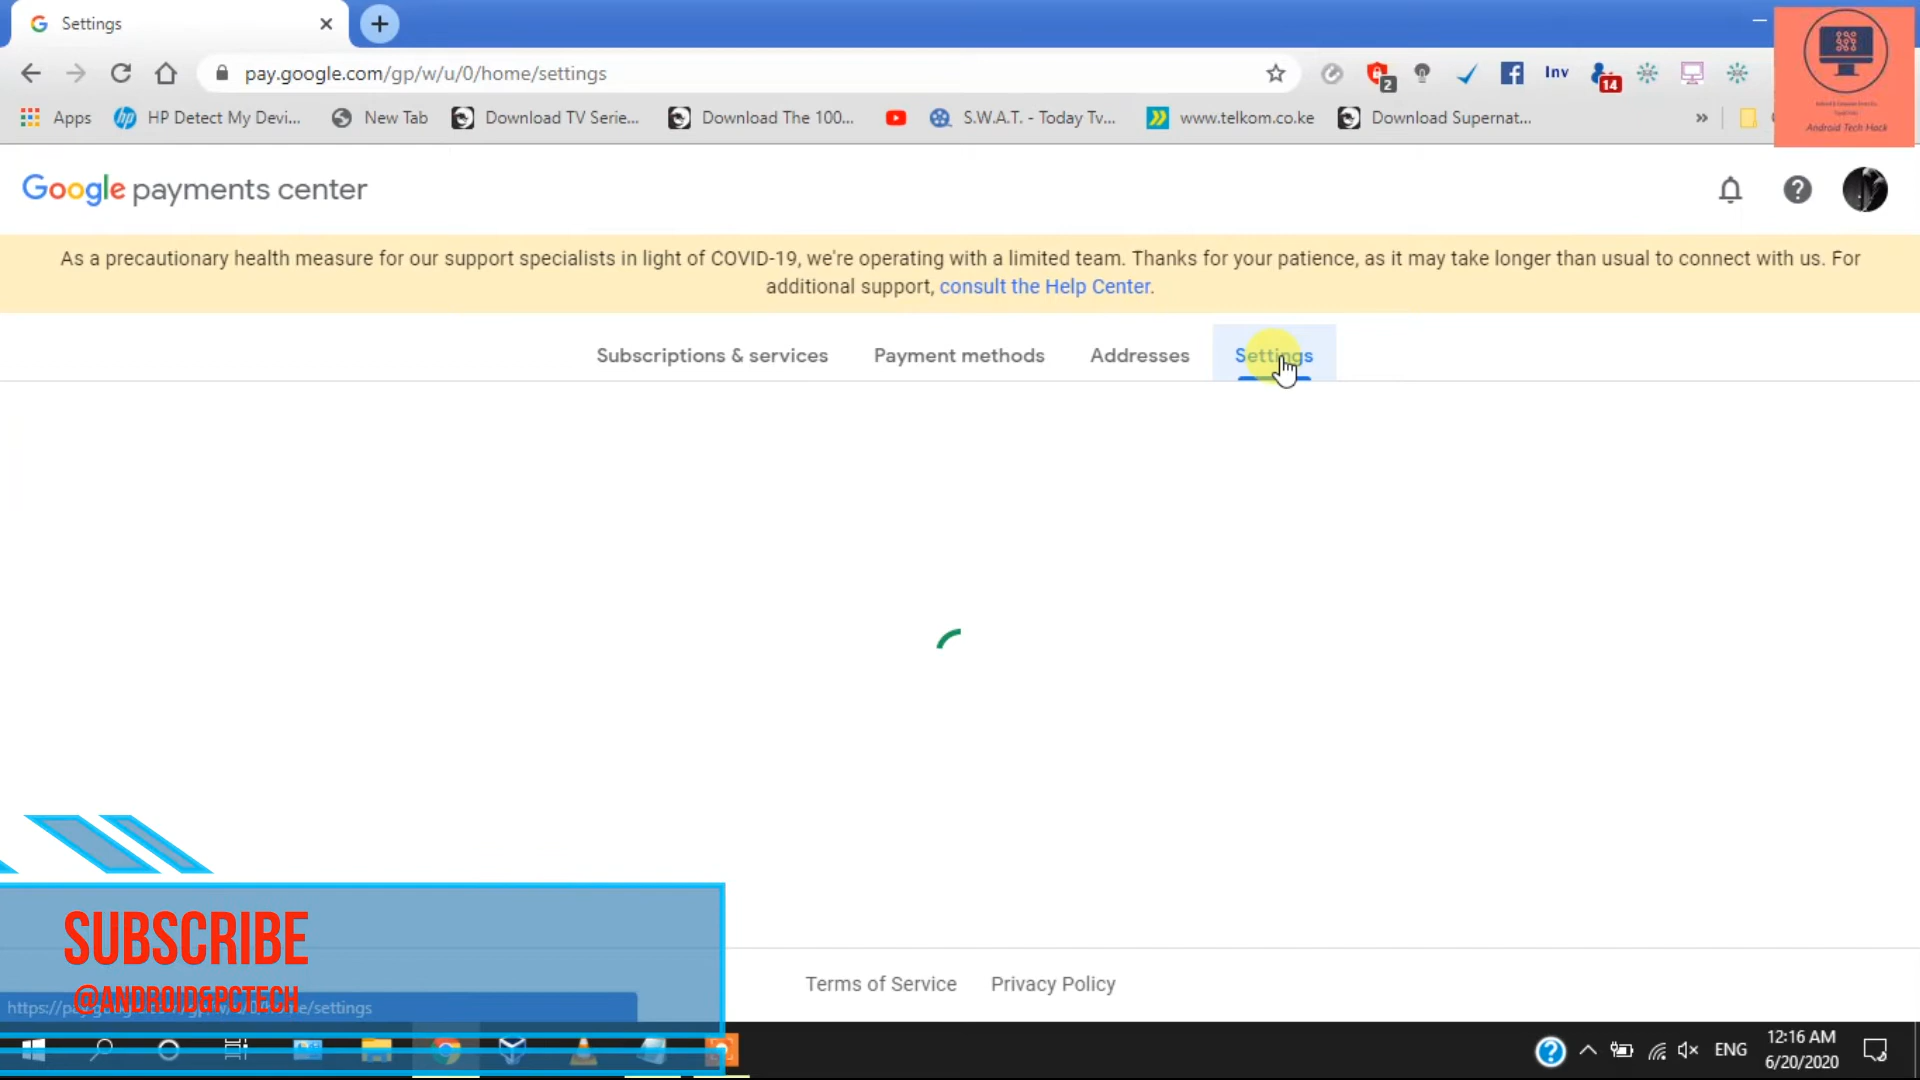 Settings
pay.google.com/gp/w/u/0/home/settings
2
Inv
14
Apps
HP Detect My Devi...
New Tab
Download TV Serie...
Download The 100...
S.W.A.T. - Today Tv...
www.telkom.co.ke
Download Supernat...
»
Android Tech Hack
Google payments center
As a precautionary health measure for our support specialists in light of COVID-19, we're operating with a limited team. Thanks for your patience, as it may take longer than usual to connect with us. For
additional support, consult the Help Center.
Subscriptions & services
Payment methods
Addresses
Settings
SUBSCRIBE
@ANDROID&PCTECH
Terms of Service
Privacy Policy
ENG
12:16 AM
6/20/2020